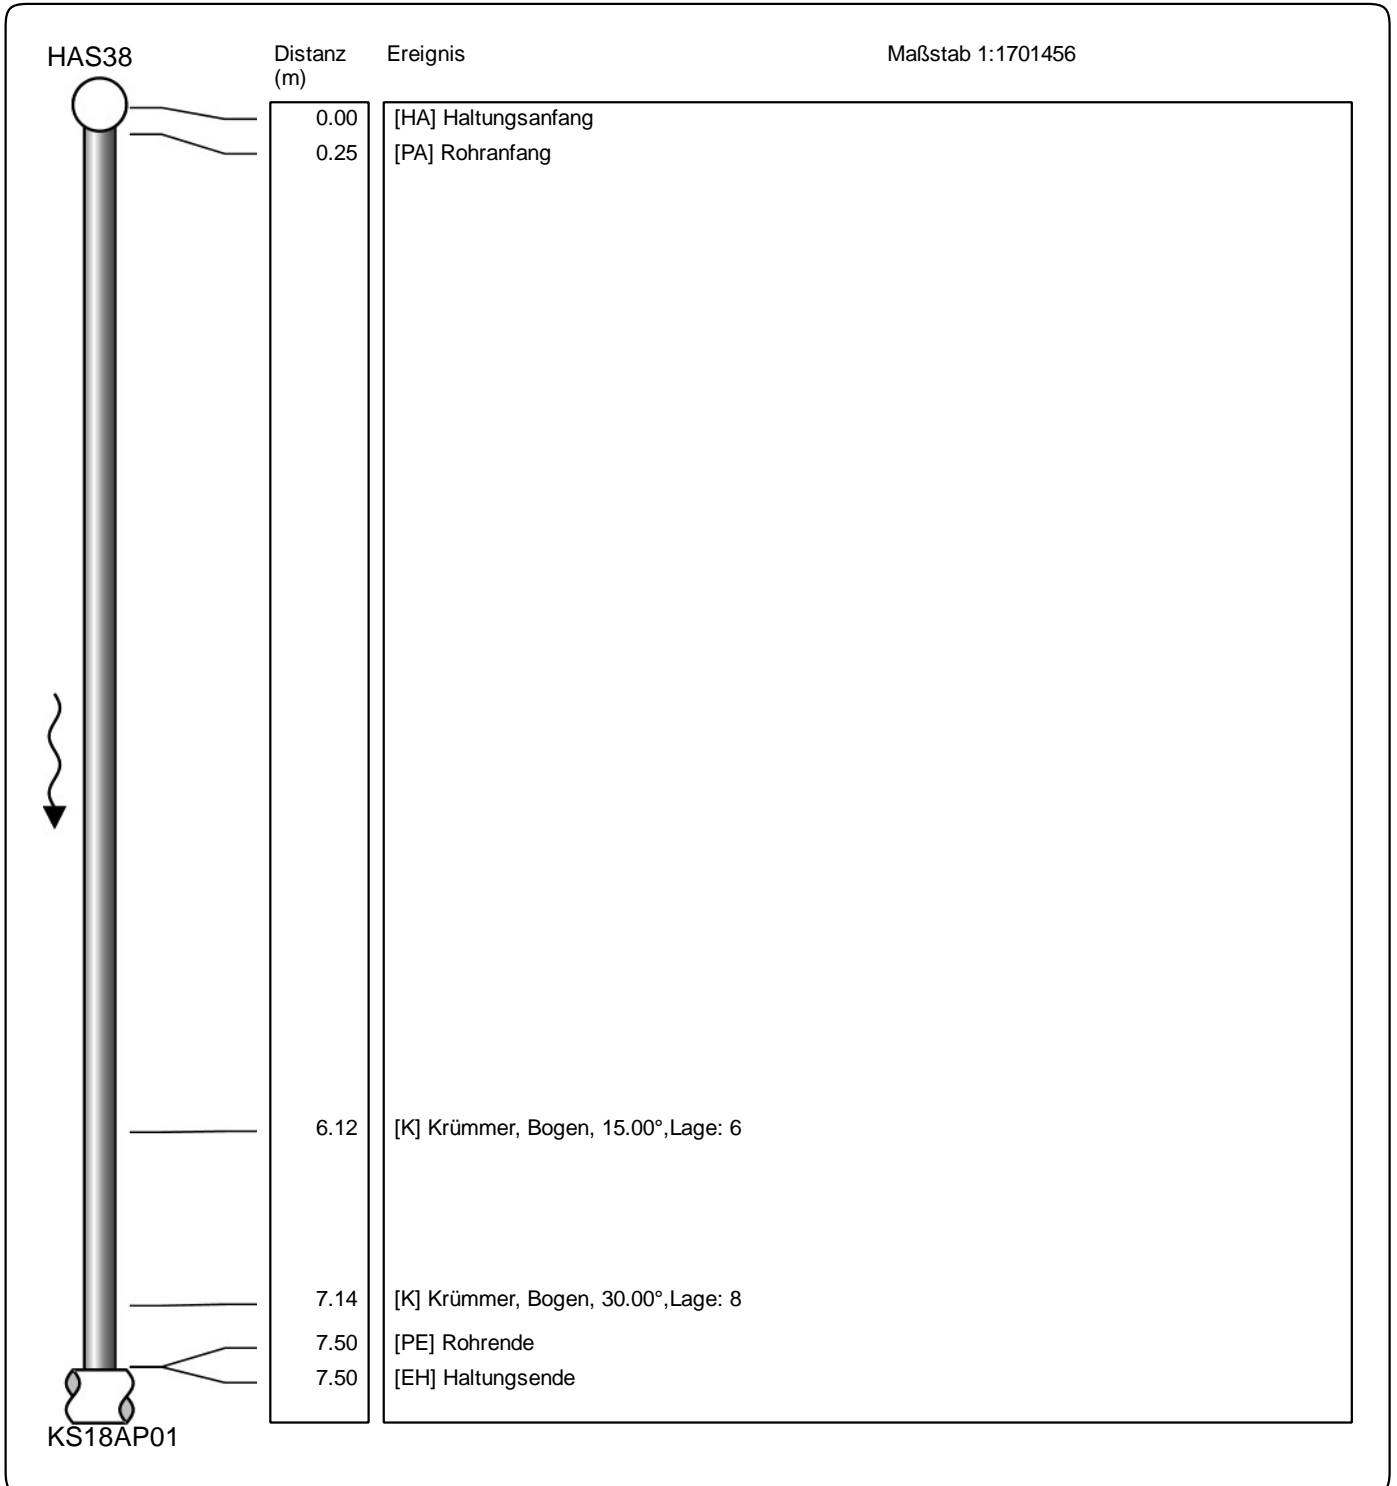 HAS38
Distanz (m)
Ereignis
Maßstab 1:1701456
0.00 [HA] Haltungsanfang
0.25 [PA] Rohranfang
6.12 [K] Krümmer, Bogen, 15.00°,Lage: 6
7.14 [K] Krümmer, Bogen, 30.00°,Lage: 8
7.50 [PE] Rohrende
7.50 [EH] Haltungsende
KS18AP01